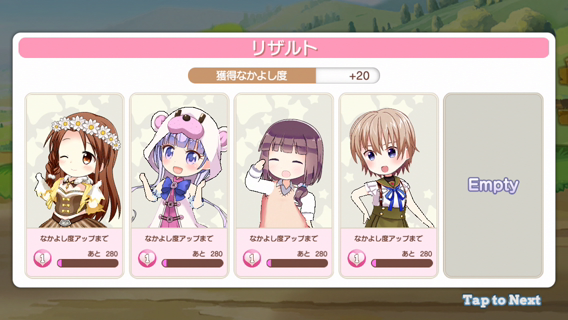 リザルト
獲得なかよし度 +20
なかよし度アップまで
1 あと 280
なかよし度アップまで
1 あと 280
なかよし度アップまで
1 あと 280
なかよし度アップまで
1 あと 280
Empty
Tap to Next